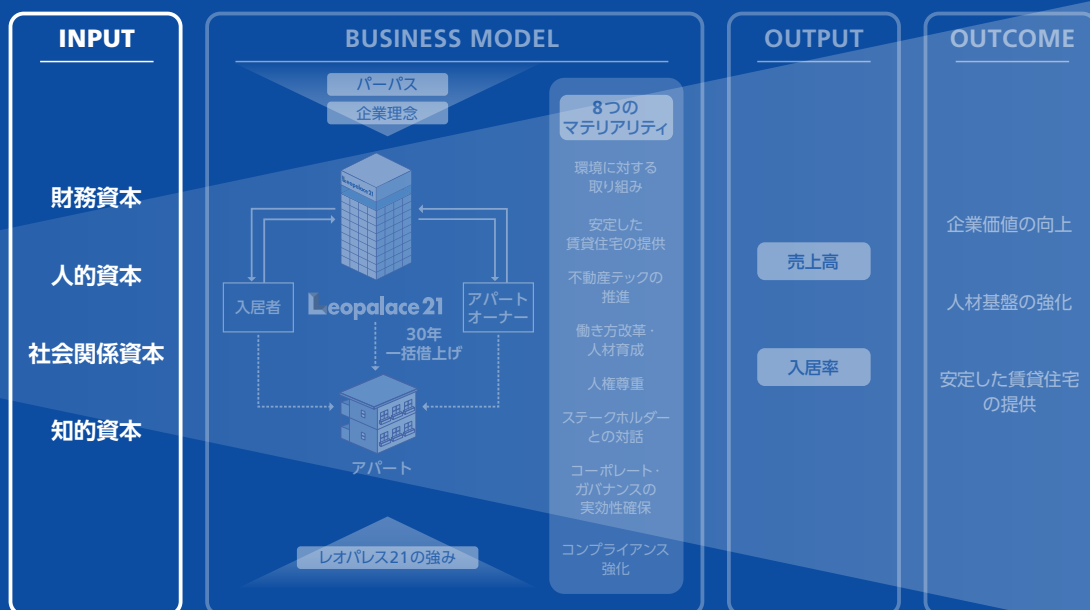 INPUT
財務資本
人的資本
社会関係資本
知的資本
BUSINESS MODEL
パーパス
企業理念
Leopalace21
入居者
Leopalace21
アパート
オーナー
30年
一括借上げ
アパート
レオパレス21の強み
8つの
マテリアリティ
環境に対する
取り組み
安定した
賃貸住宅の提供
不動産テックの
推進
働き方改革・
人材育成
人権尊重
ステークホルダー
との対話
コーポレート・
ガバナンスの
実効性確保
コンプライアンス
強化
OUTPUT
売上高
入居率
OUTCOME
企業価値の向上
人材基盤の強化
安定した賃貸住宅
の提供